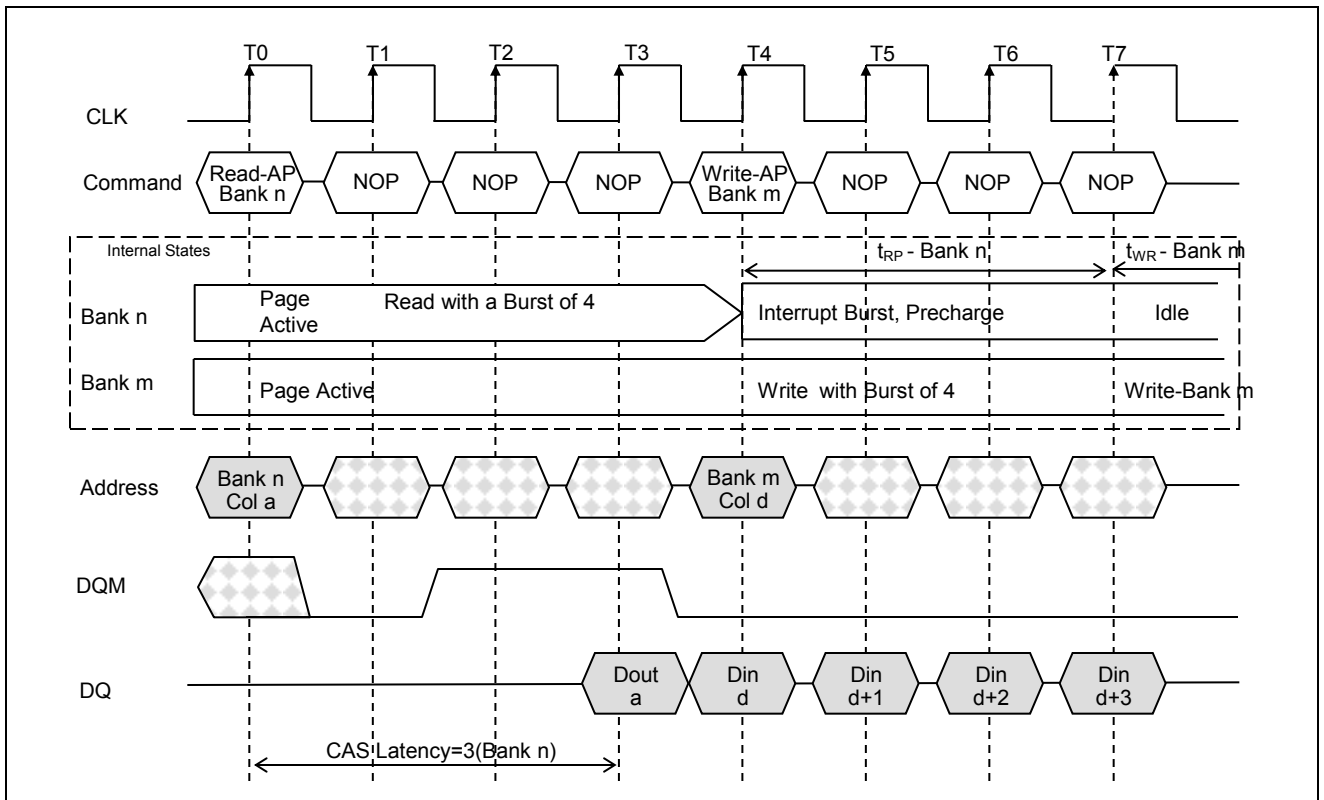 T0 T1 T2 T3 T4 T5 T6 T7
CLK
Command
Read-AP
Bank n
NOP
NOP
NOP
Write-AP
Bank m
NOP
NOP
NOP
Internal States
tRP - Bank n
tWR - Bank m
Bank n
Page
Active
Read with a Burst of 4
Interrupt Burst, Precharge
Idle
Bank m
Page Active
Write with Burst of 4
Write-Bank m
Address
Bank n
Col a
Bank m
Col d
DQM
DQ
Dout
a
Din
d
Din
d+1
Din
d+2
Din
d+3
CAS Latency=3(Bank n)